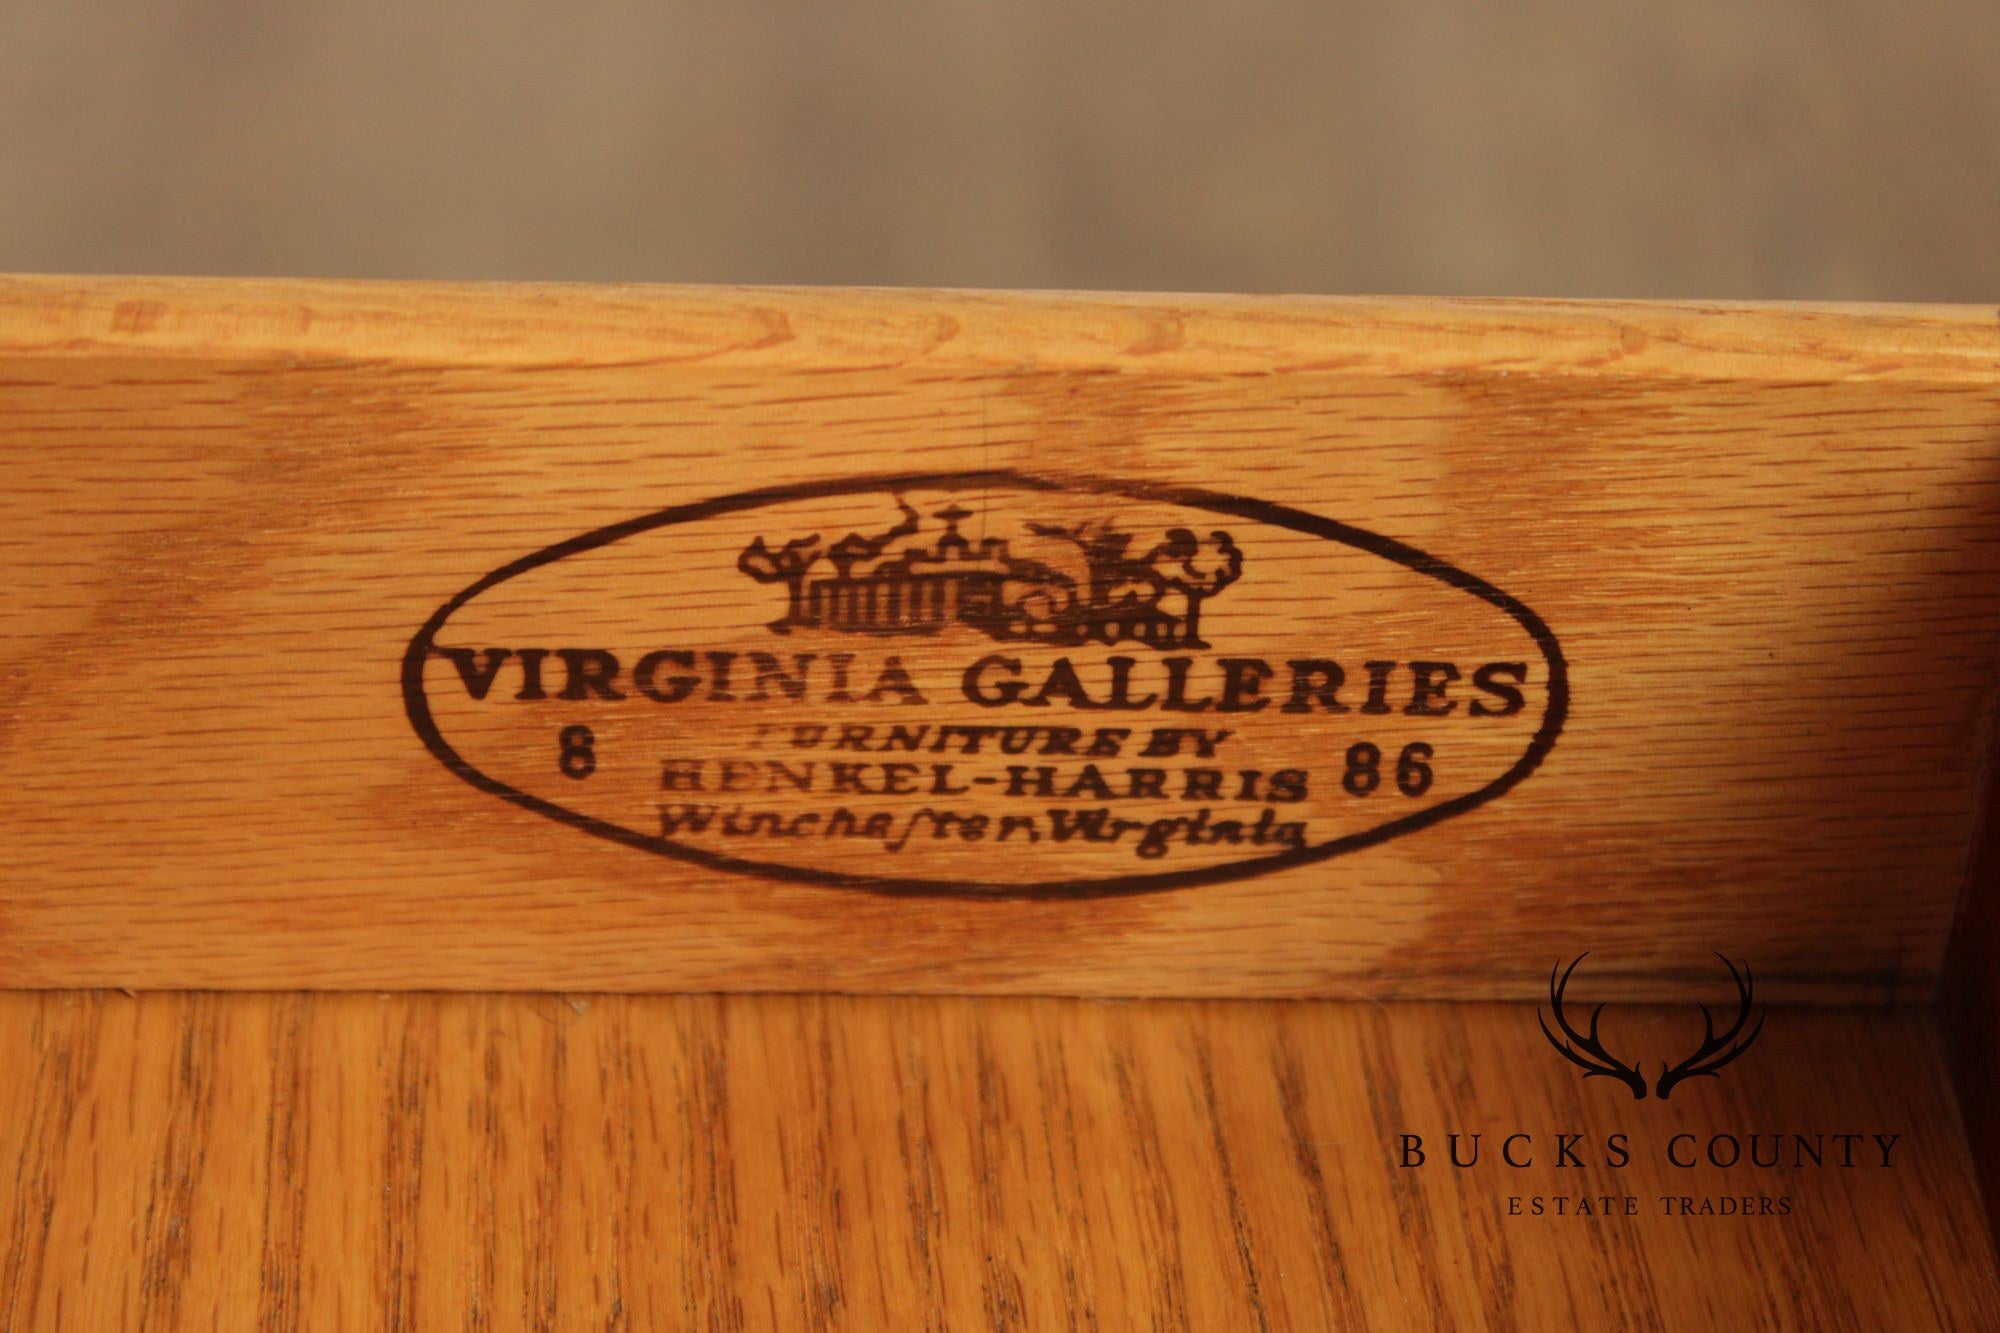 VIRGINIA GALLERIES
FURNITURE BY
8 HENKEL-HARRIS 86
Wincheſter, Virginia
BUCKS COUNTY
ESTATE TRADERS